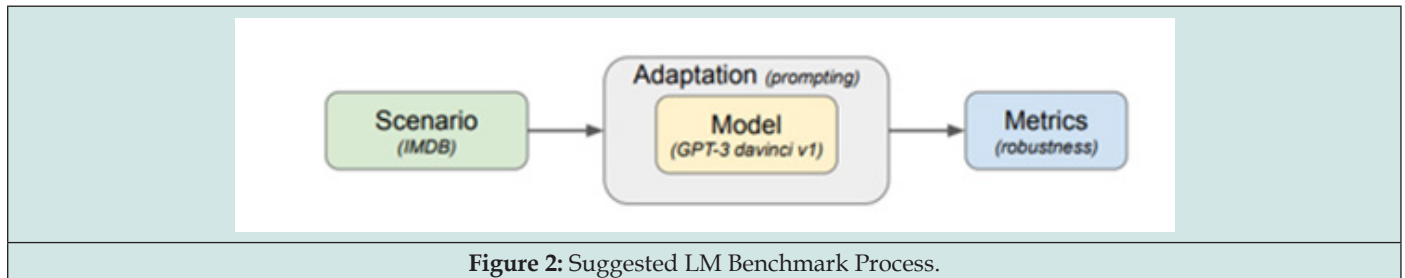 Scenario
(IMDB)
Adaptation (prompting)
Model
(GPT-3 davinci v1)
Metrics
(robustness)
Figure 2: Suggested LM Benchmark Process.